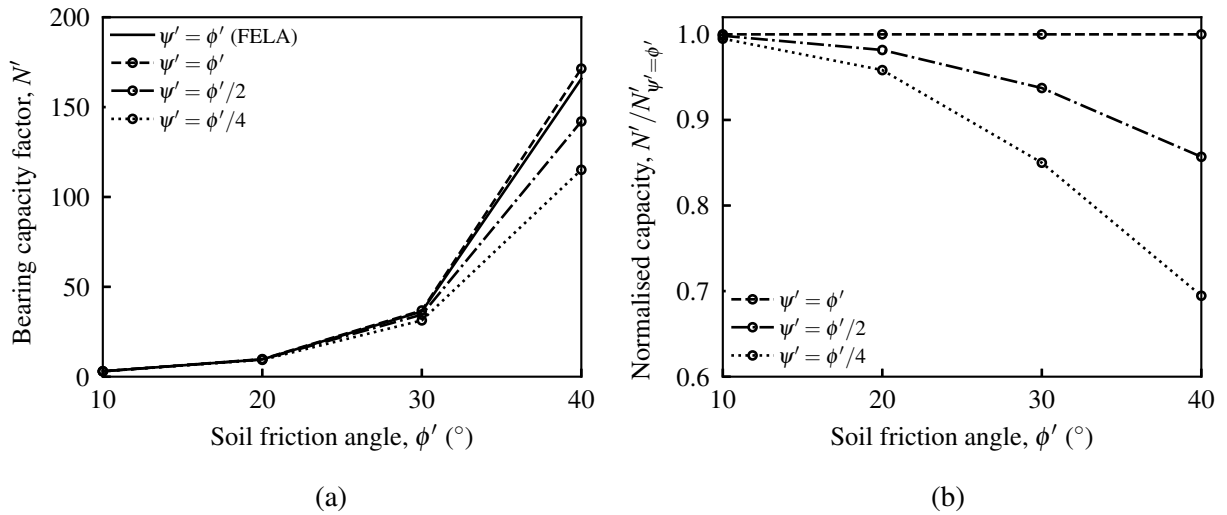 200
150
100
50
0
10
20
30
40
Bearing capacity factor, N′
Soil friction angle, ϕ′ (°)
ψ′ = ϕ′ (FELA)
ψ′ = ϕ′
ψ′ = ϕ′/2
ψ′ = ϕ′/4
(a)
1.0
0.9
0.8
0.7
0.6
10
20
30
40
Normalised capacity, N′/N′ψ′=ϕ′
Soil friction angle, ϕ′ (°)
ψ′ = ϕ′
ψ′ = ϕ′/2
ψ′ = ϕ′/4
(b)